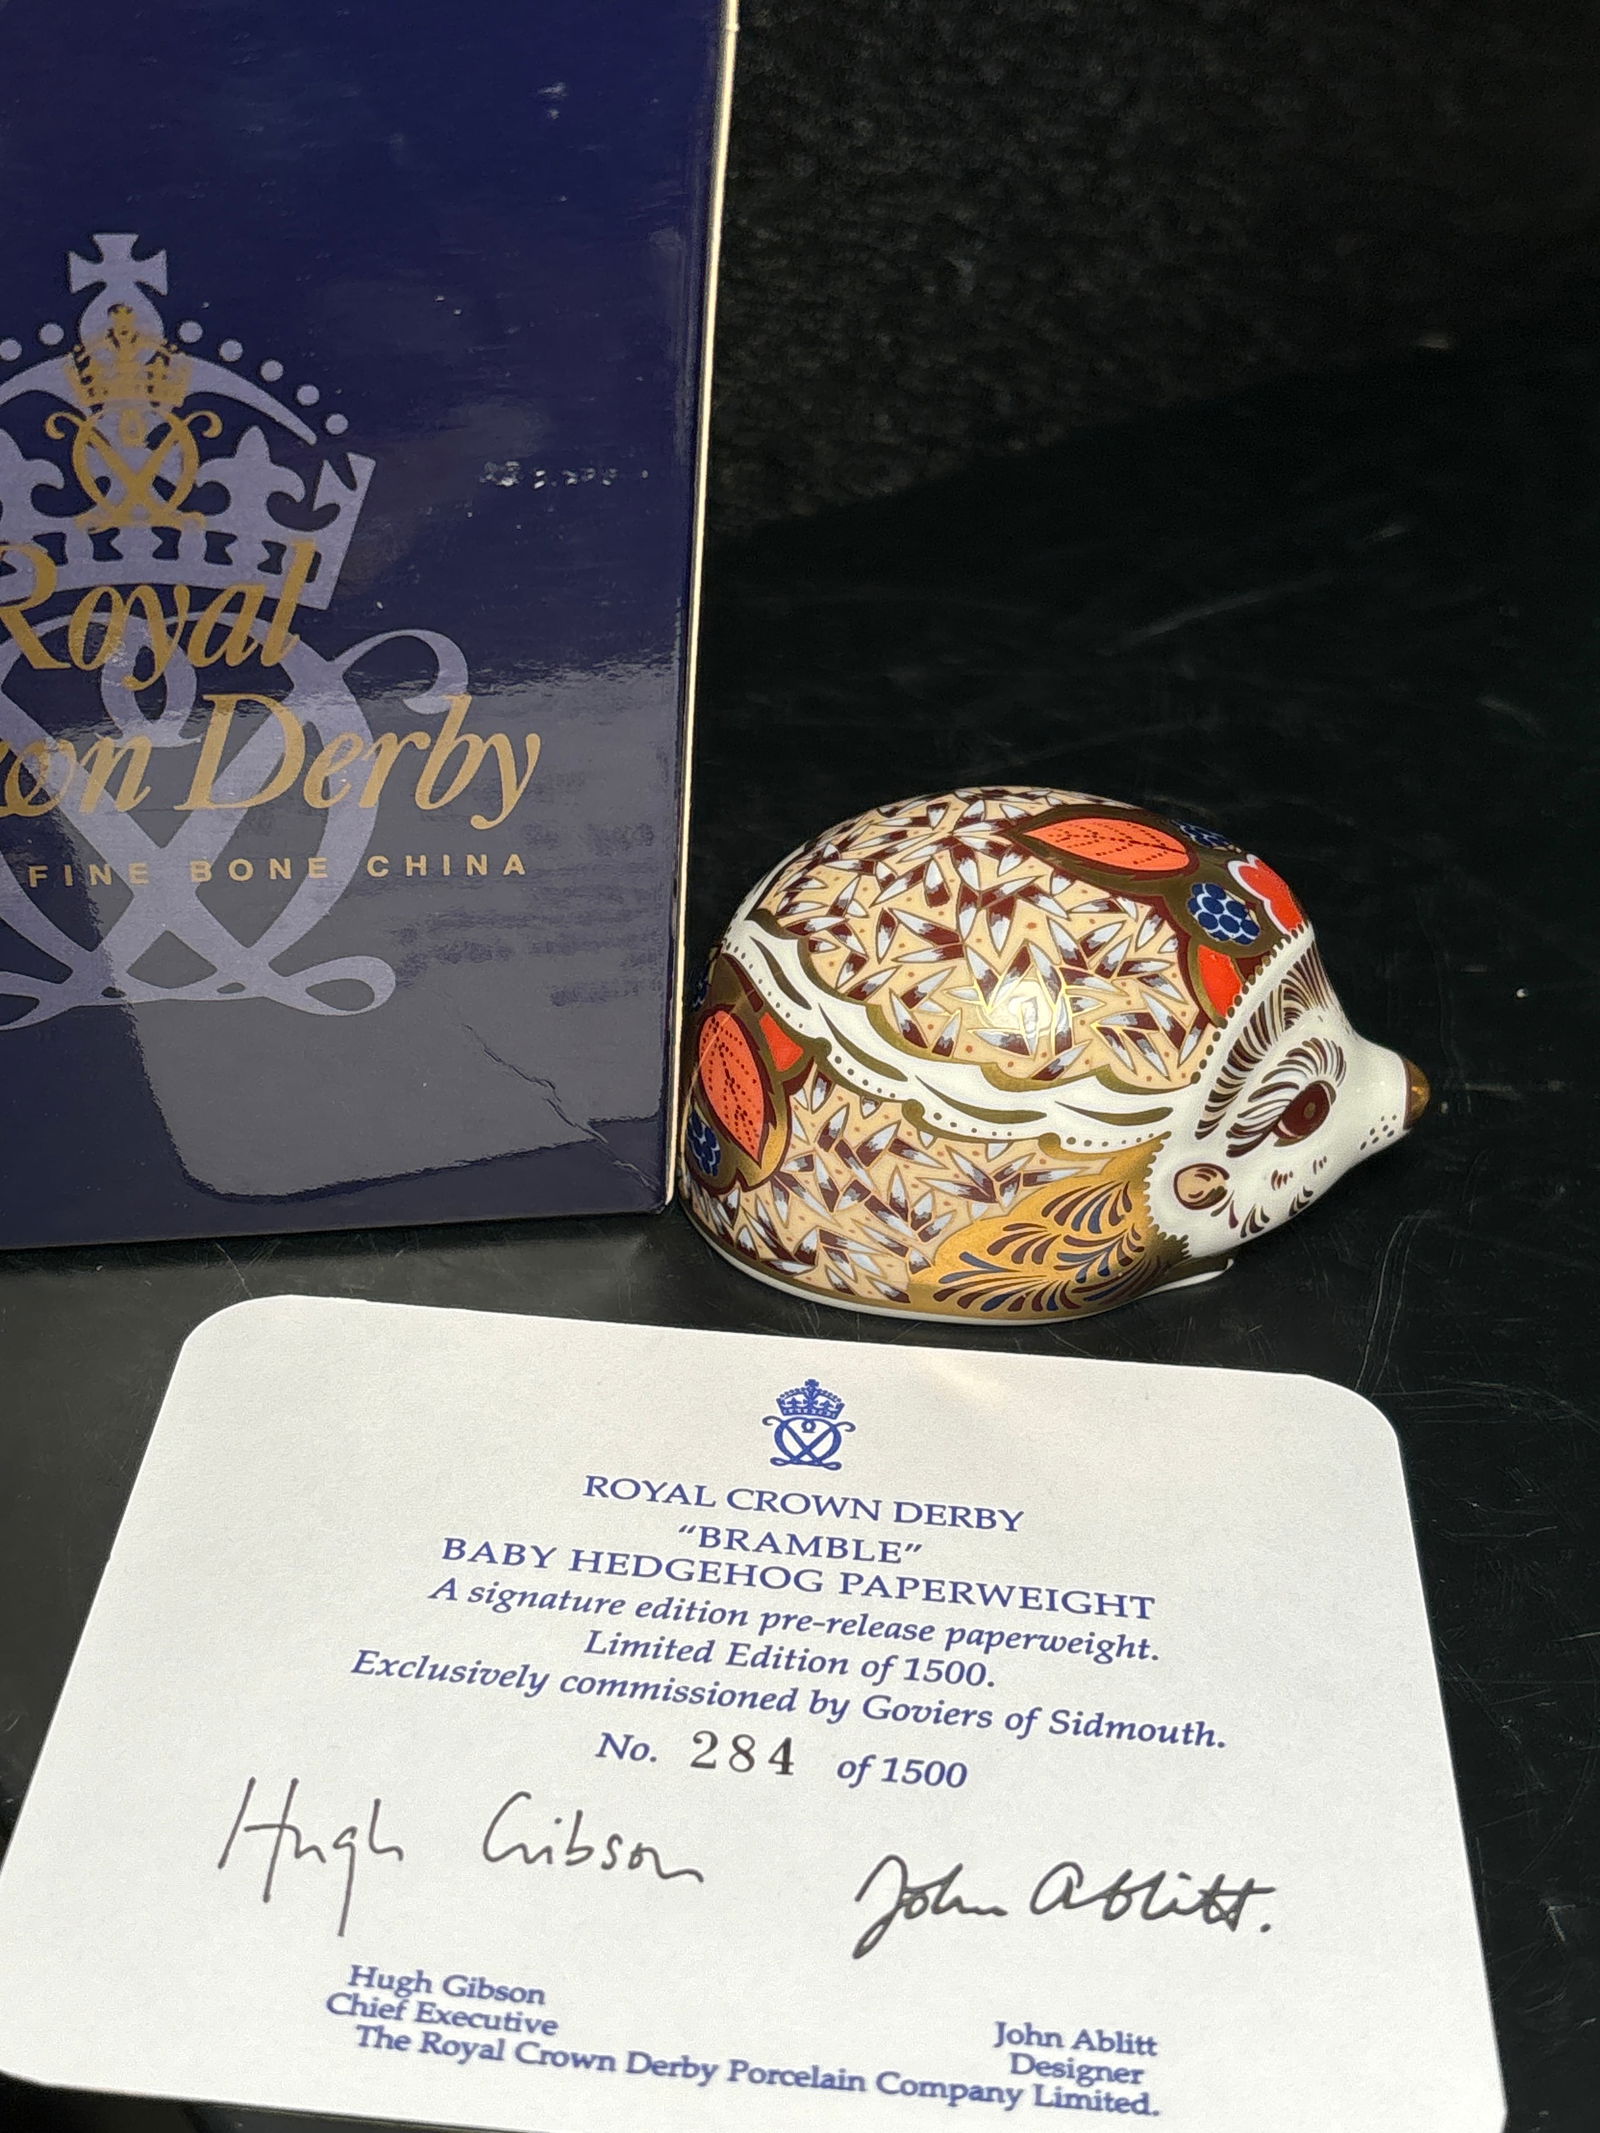 Royal
wn Derby
FINE BONE CHINA
ROYAL CROWN DERBY
“BRAMBLE”
BABY HEDGEHOG PAPERWEIGHT
A signature edition pre-release paperweight.
Limited Edition of 1500.
Exclusively commissioned by Goviers of Sidmouth.
No. 284 of 1500
Hugh Gibson John Ablitt.
Hugh Gibson
Chief Executive
John Ablitt
Designer
The Royal Crown Derby Porcelain Company Limited.